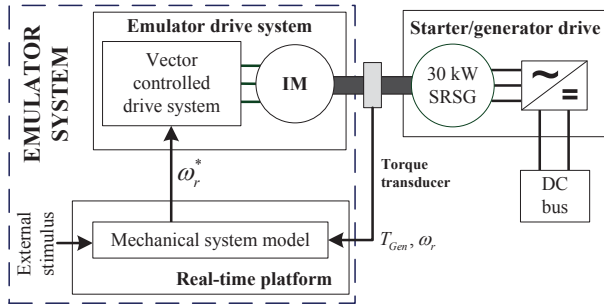 EMULATOR
SYSTEM
Emulator drive system
Vector
controlled
drive system
IM
Starter/generator drive
30 kW
SRSG
~
=
DC
bus
Torque
transducer
ω*r
External
stimulus
Mechanical system model
TGen, ωr
Real-time platform